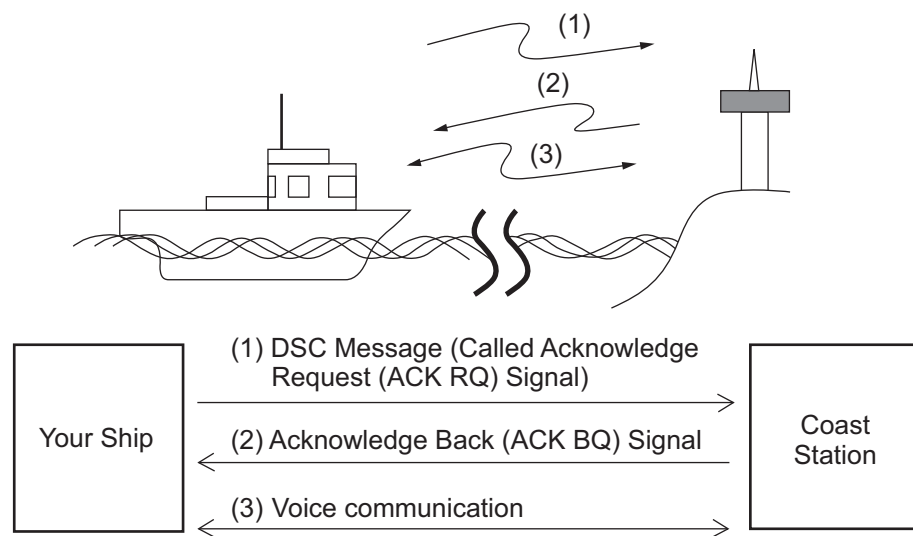 (1)
(2)
(3)
(1) DSC Message (Called Acknowledge
Request (ACK RQ) Signal)
Your Ship
Coast
Station
(2) Acknowledge Back (ACK BQ) Signal
(3) Voice communication